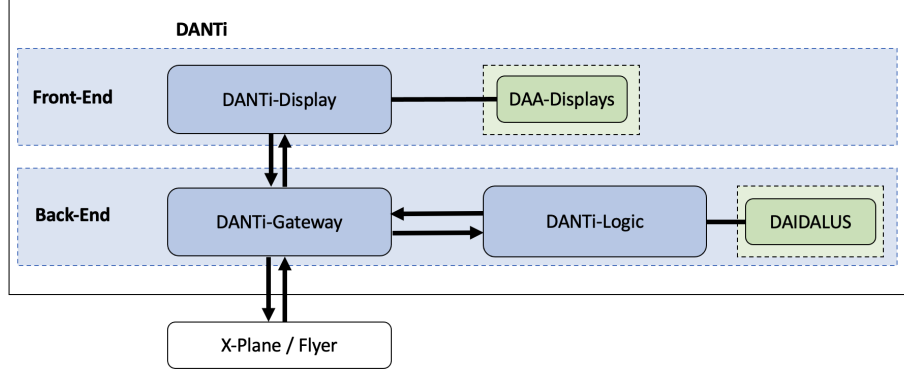 DANTi
Front-End
DANTi-Display
DAA-Displays
Back-End
DANTi-Gateway
DANTi-Logic
DAIDALUS
X-Plane / Flyer